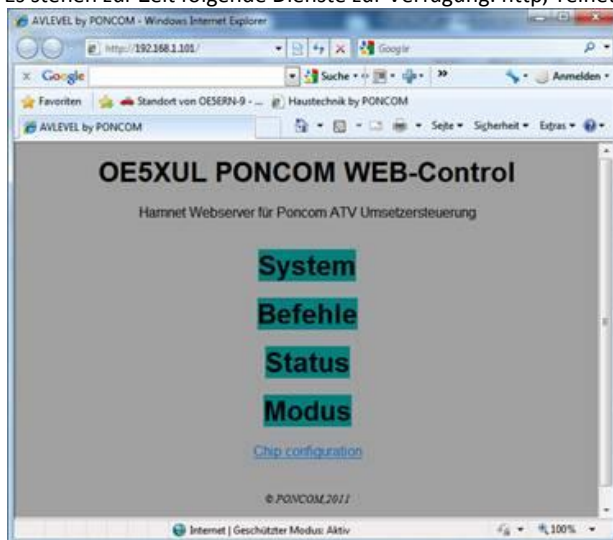 Es stehen zur Zeit folgende Dienste zur Verfügung: http, Telnet
AVLEVEL by PONCOM - Windows Internet Explorer
http://192.168.1.101/
Google
Google
Suche
Anmelden
Favoriten
Standort von OE5ERN-9 - ...
Haustechnik by PONCOM
AVLEVEL by PONCOM
Seite
Sicherheit
Extras
OE5XUL PONCOM WEB-Control
Hamnet Webserver für Poncom ATV Umsetzersteuerung
System
Befehle
Status
Modus
Chip configuration
© PONCOM,2011
Internet | Geschützter Modus: Aktiv
100%